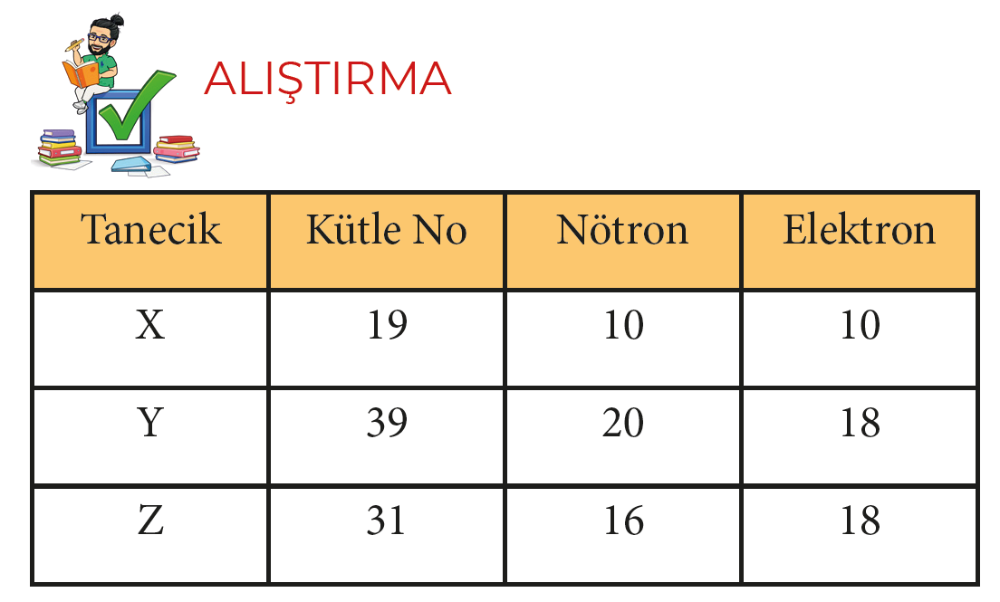 ALIŞTIRMA
Tanecik Kütle No Nötron Elektron
X 19 10 10
Y 39 20 18
Z 31 16 18